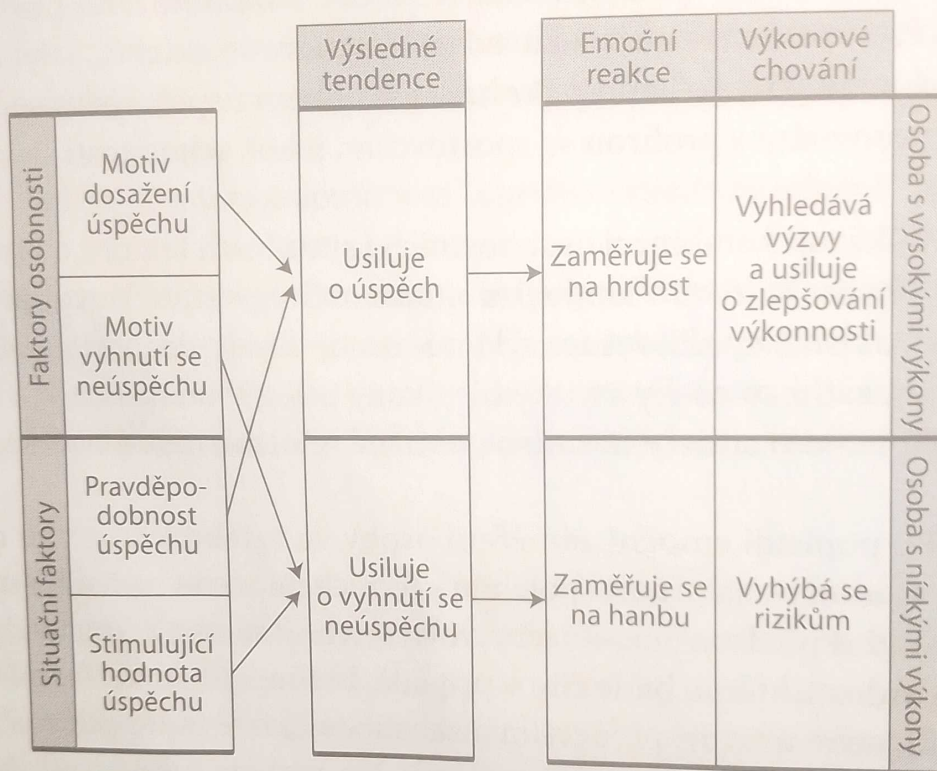 Výsledné
tendence
Emoční
reakce
Výkonové
chování
Faktory osobnosti
Motiv
dosažení
úspěchu
Motiv
vyhnutí se
neúspěchu
Situační faktory
Pravděpo-
dobnost
úspěchu
Stimulující
hodnota
úspěchu
Usiluje
o úspěch
Zaměřuje se
na hrdost
Vyhledává
výzvy
a usiluje
o zlepšování
výkonnosti
Osoba s vysokými výkony
Usiluje
o vyhnutí se
neúspěchu
Zaměřuje se
na hanbu
Vyhýbá se
rizikům
Osoba s nízkými výkony